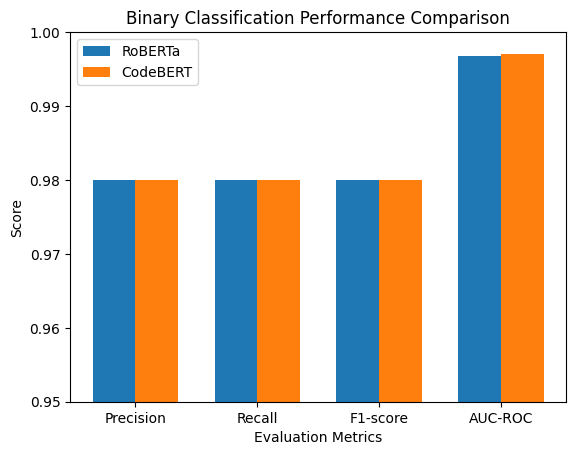 Binary Classification Performance Comparison
RoBERTa
CodeBERT
1.00
0.99
0.98
0.97
0.96
0.95
Score
Precision
Recall
F1-score
AUC-ROC
Evaluation Metrics